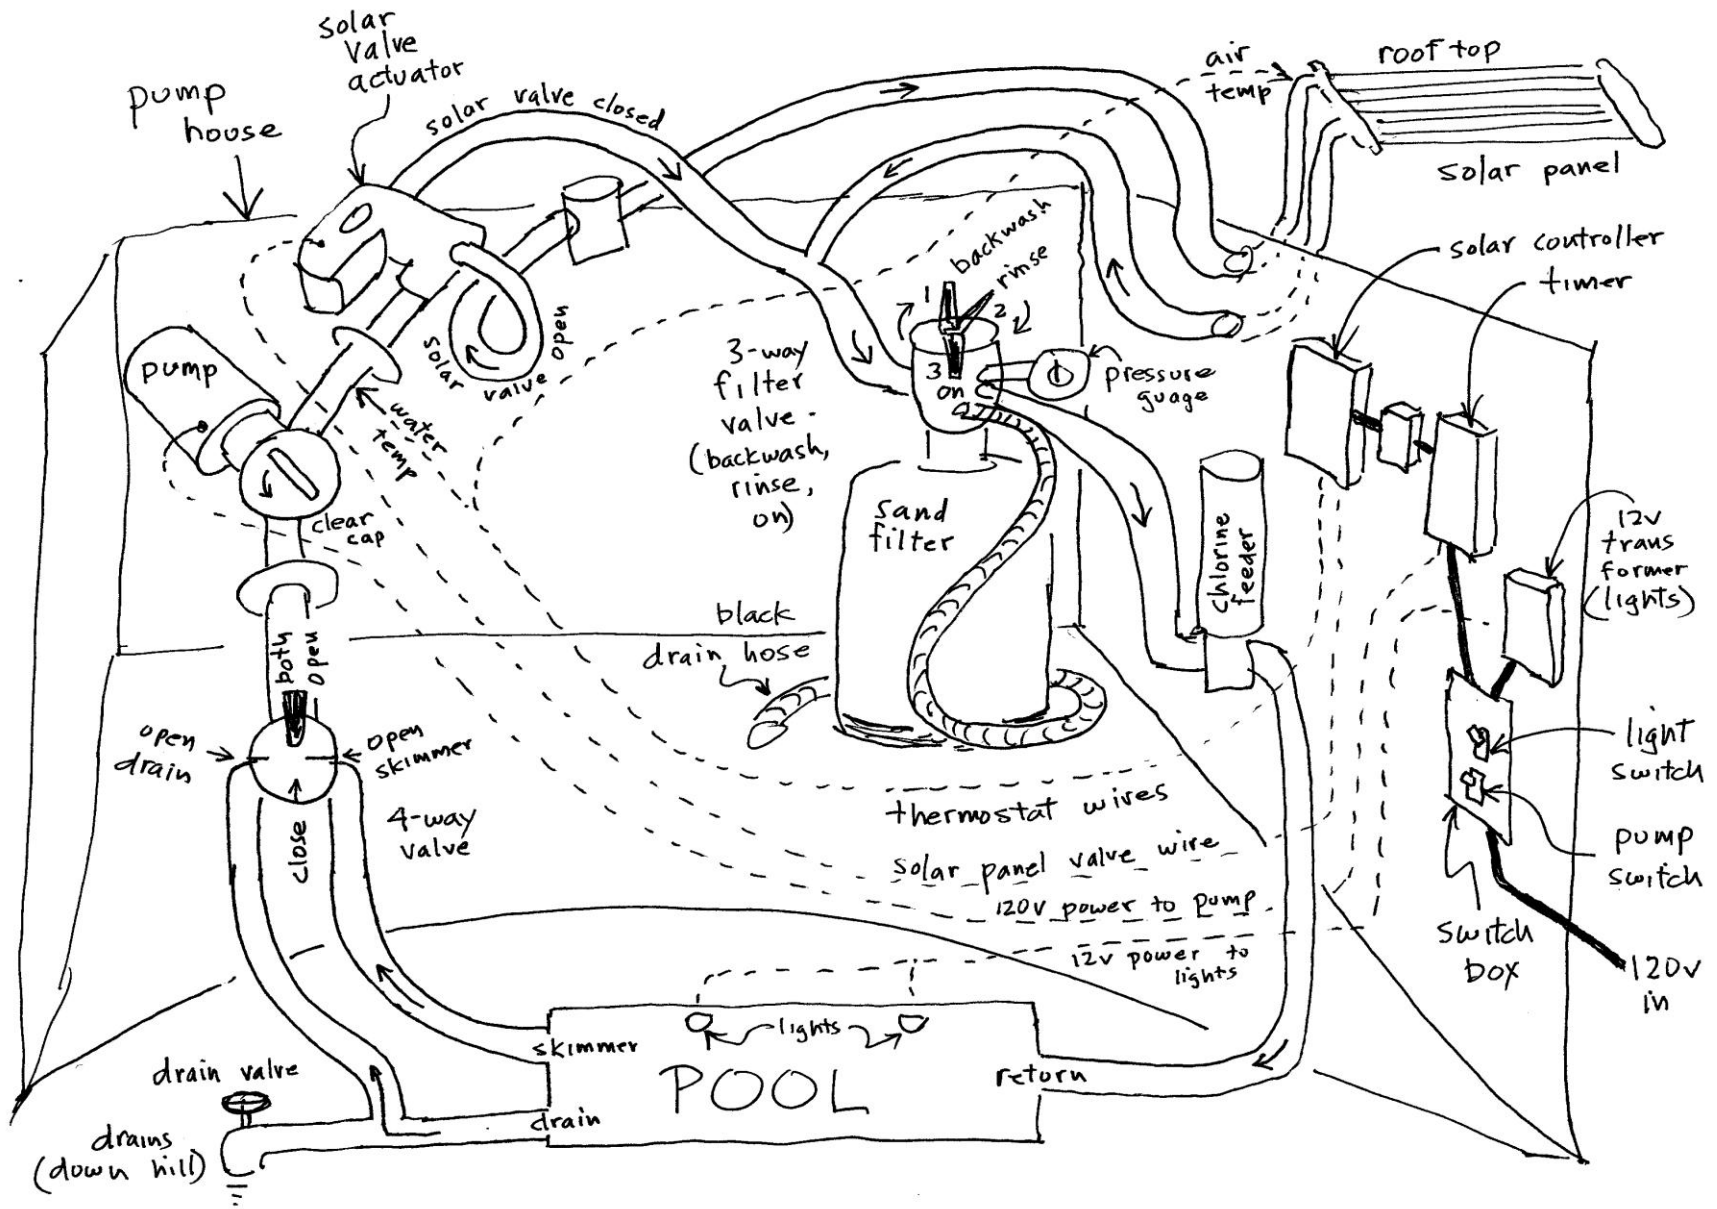 solar
valve
actuator
pump
house
solar valve closed
air
temp
roof top
solar panel
backwash
rinse
1
2
3
on
solar controller
timer
pump
solar
valve
open
water
temp
3-way
filter
valve
(backwash,
rinse,
on)
pressure
guage
clear
cap
sand
filter
chlorine
feeder
12v
trans
former
(lights)
both
open
black
drain hose
open
drain
open
skimmer
4-way
valve
close
light
switch
pump
switch
switch
box
120v
in
thermostat wires
solar panel valve wire
120v power to pump
12v power to
lights
lights
skimmer
POOL
return
drain
drain valve
drains
(down hill)